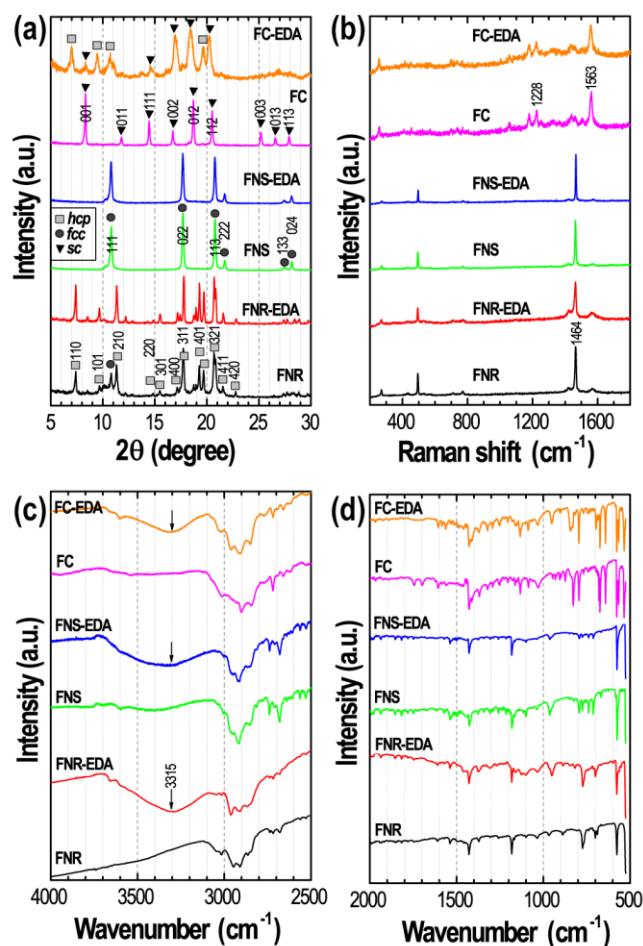 (a)
FC-EDA
FC
001
011
111
002
012
112
003
013
113
FNS-EDA
hcp
fcc
sc
FNS
111
022
113
222
133
024
FNR-EDA
FNR
110
101
210
220
301
400
311
401
321
411
420
5 10 15 20 25 30
2θ (degree)
Intensity (a.u.)
(b)
FC-EDA
FC
1228
1563
FNS-EDA
FNS
FNR-EDA
1464
FNR
400 800 1200 1600
Raman shift (cm-1)
Intensity (a.u.)
(c)
FC-EDA
FC
FNS-EDA
FNS
FNR-EDA
3315
FNR
4000 3500 3000 2500
Wavenumber (cm-1)
Intensity (a.u.)
(d)
FC-EDA
FC
FNS-EDA
FNS
FNR-EDA
FNR
2000 1500 1000 500
Wavenumber (cm-1)
Intensity (a.u.)